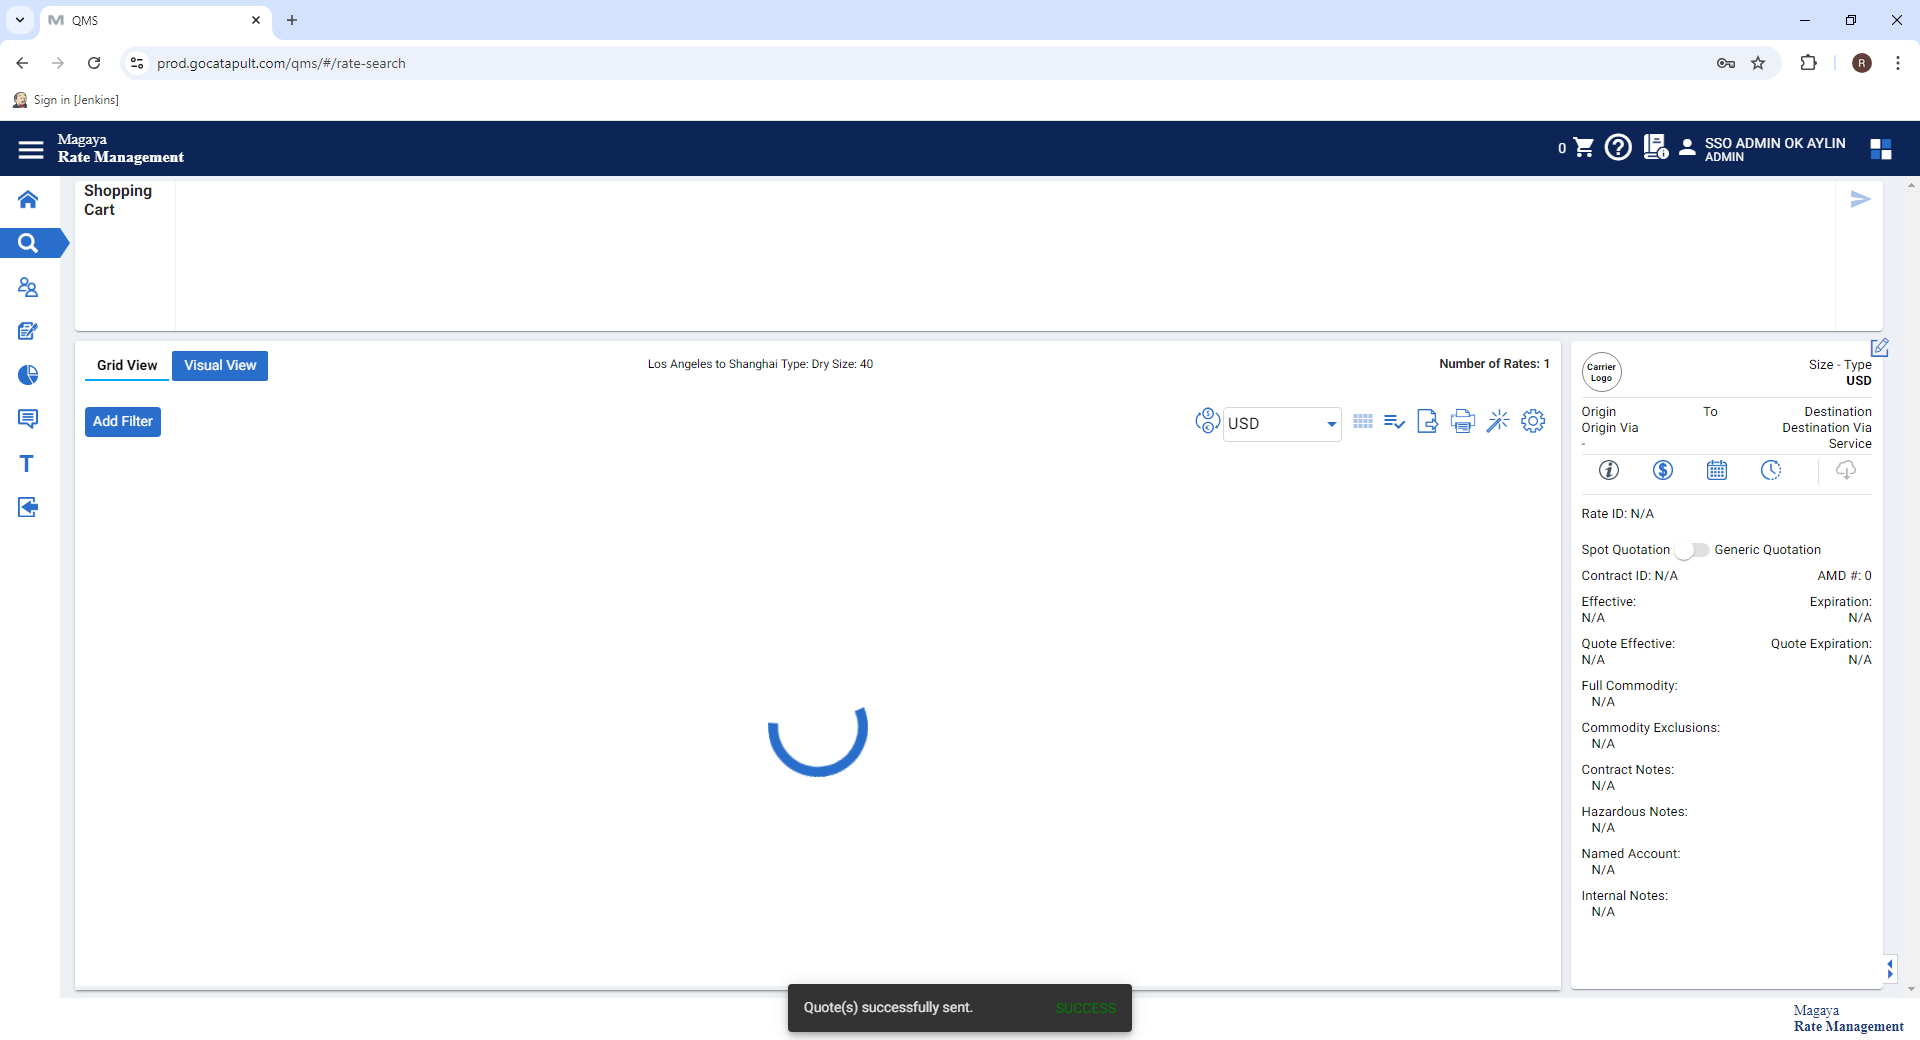 QMS
prod.gocatapult.com/qms/#/rate-search
R
Sign in [Jenkins]
Magaya
Rate Management
0
SSO ADMIN OK AYLIN
ADMIN
Shopping
Cart
Grid View
Visual View
Los Angeles to Shanghai Type: Dry Size: 40
Number of Rates: 1
Add Filter
USD
Carrier
Logo
Size - Type
USD
Origin To Destination
Origin Via Destination Via
- Service
Rate ID: N/A
Spot Quotation Generic Quotation
Contract ID: N/A AMD #: 0
Effective: Expiration:
N/A N/A
Quote Effective: Quote Expiration:
N/A N/A
Full Commodity:
N/A
Commodity Exclusions:
N/A
Contract Notes:
N/A
Hazardous Notes:
N/A
Named Account:
N/A
Internal Notes:
N/A
Quote(s) successfully sent. SUCCESS
Magaya
Rate Management